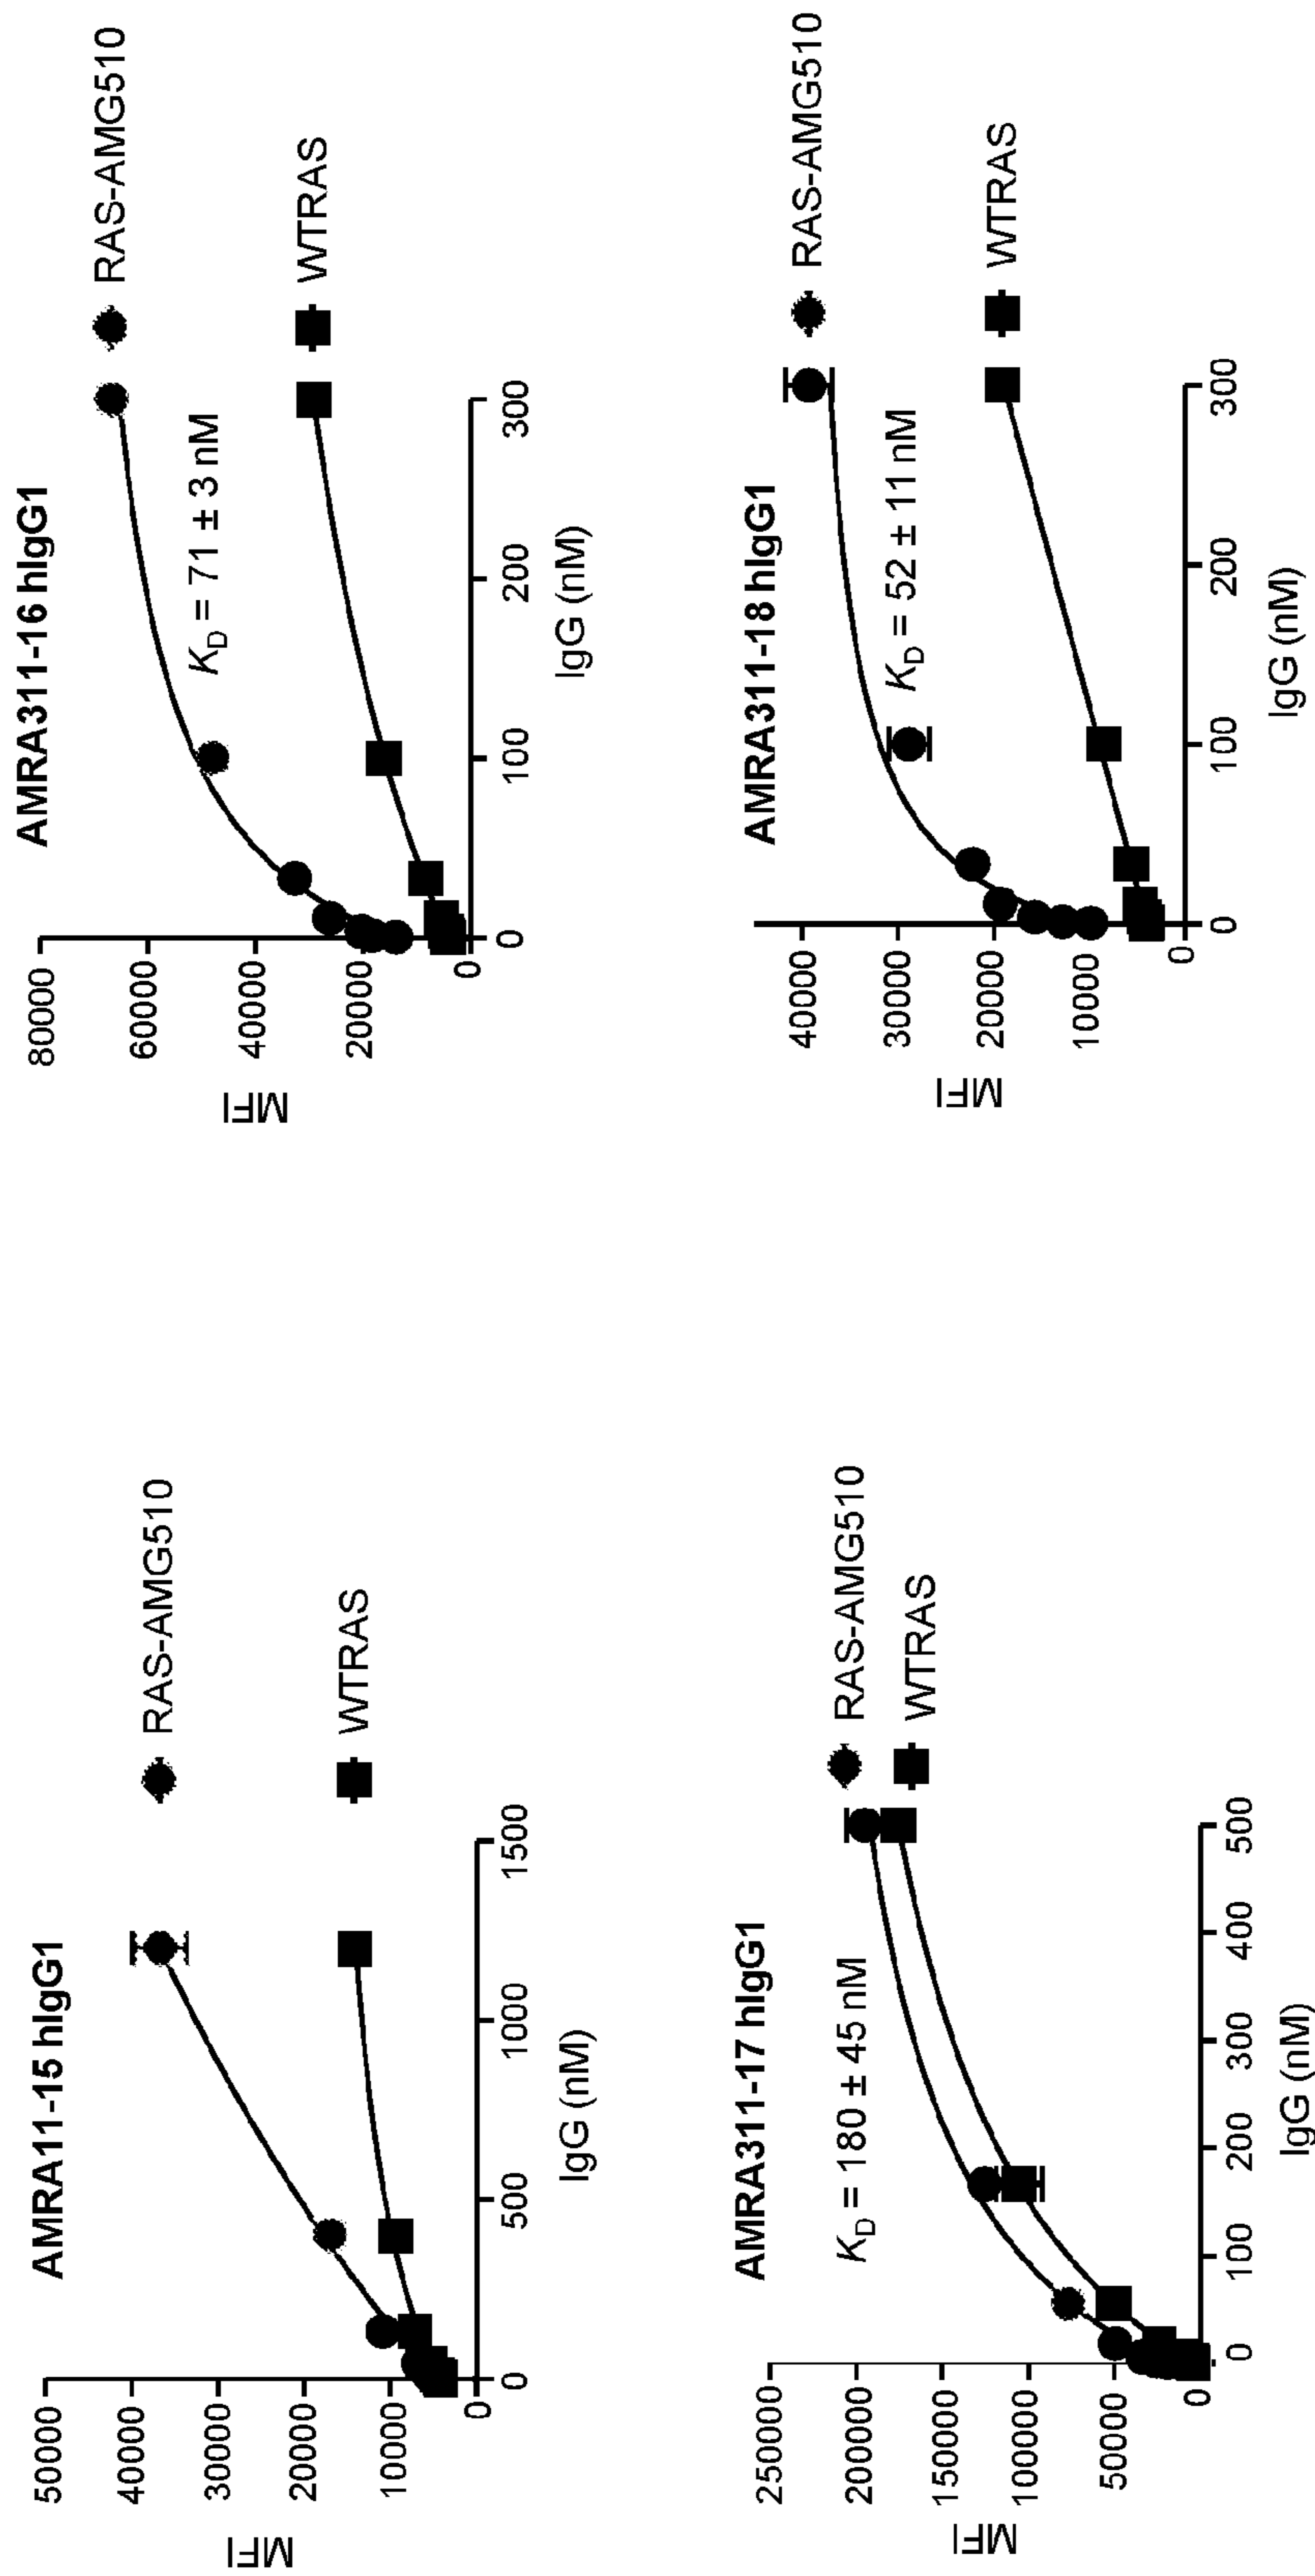 AMRA11-15 hIgG1
50000
40000
30000
20000
10000
0
MFI
0
500
1000
1500
IgG (nM)
RAS-AMG510
WTRAS
AMRA311-16 hIgG1
80000
60000
40000
20000
0
MFI
0
100
200
300
IgG (nM)
K_D = 71 ± 3 nM
RAS-AMG510
WTRAS
AMRA311-17 hIgG1
250000
200000
150000
100000
50000
0
MFI
0
100
200
300
400
500
IgG (nM)
K_D = 180 ± 45 nM
RAS-AMG510
WTRAS
AMRA311-18 hIgG1
40000
30000
20000
10000
0
MFI
0
100
200
300
IgG (nM)
K_D = 52 ± 11 nM
RAS-AMG510
WTRAS